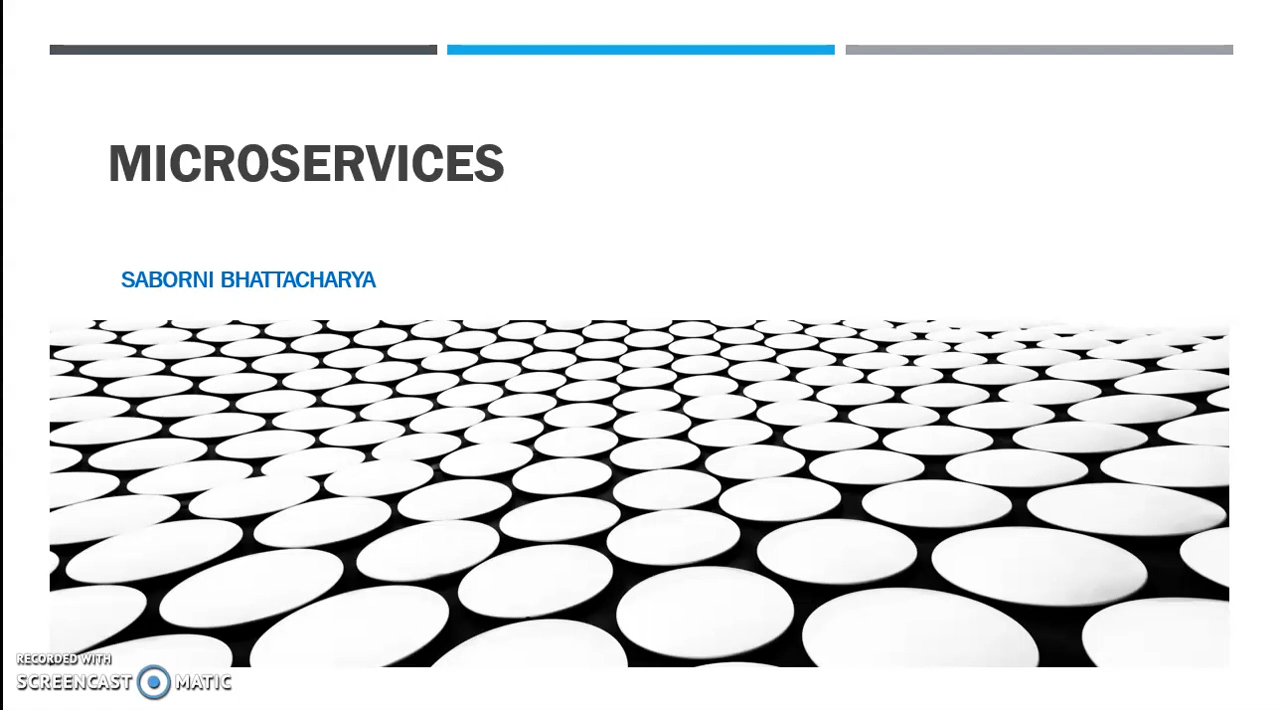 MICROSERVICES
SABORNI BHATTACHARYA
RECORDED WITH
SCREENCAST MATIC